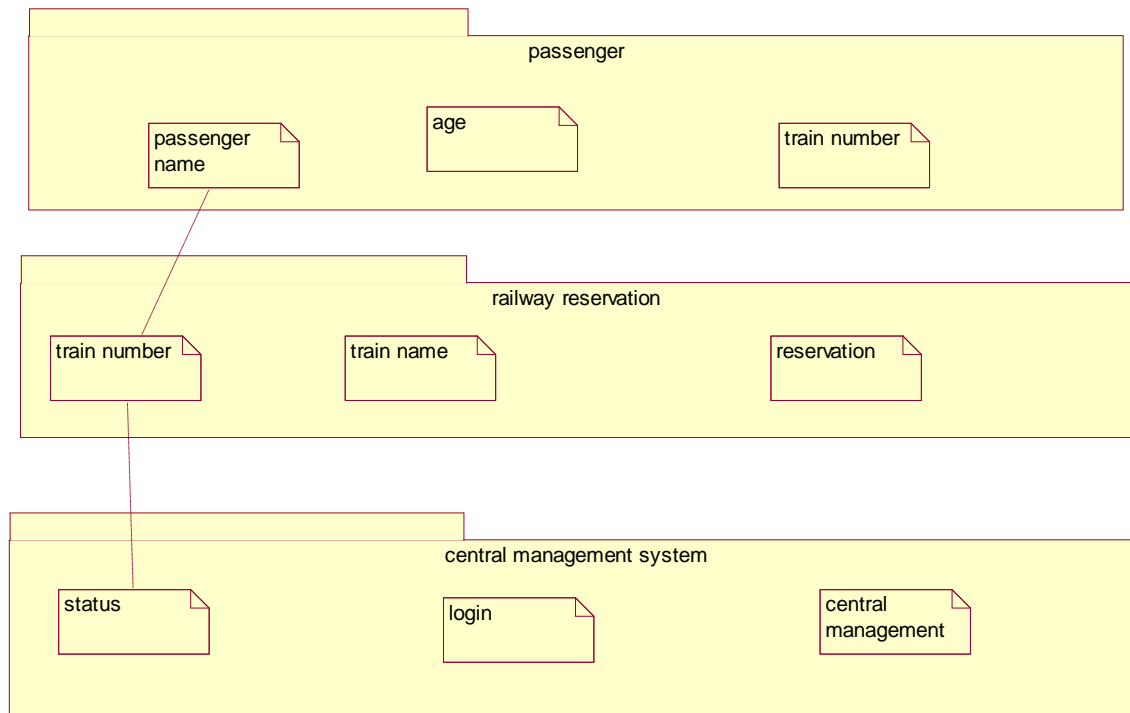 passenger
passenger
name
age
train number
railway reservation
train number
train name
reservation
central management system
status
login
central
management